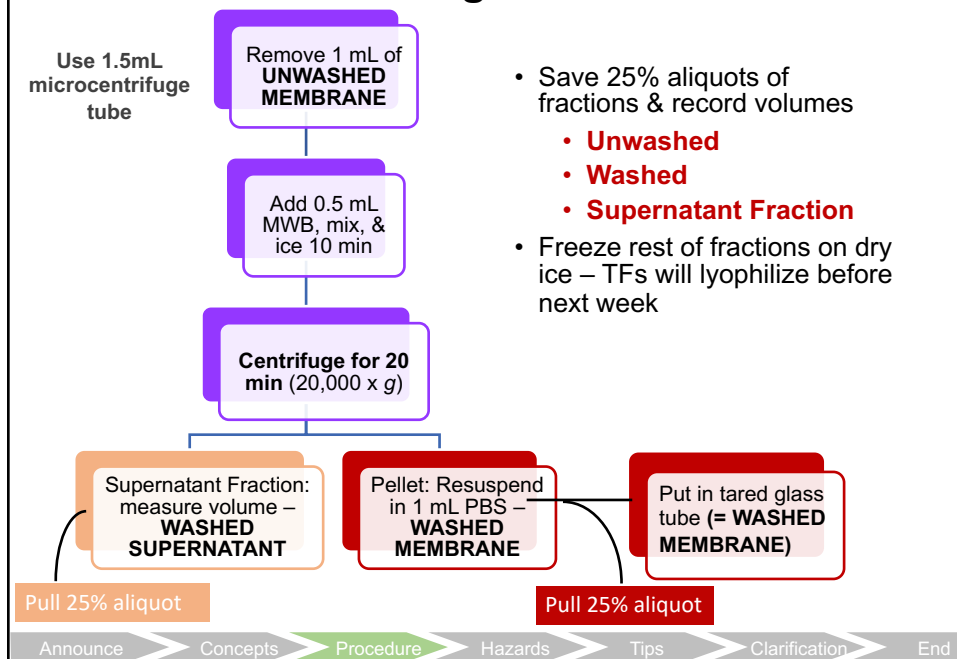 Use 1.5mL
microcentrifuge
tube
Remove 1 mL of
UNWASHED
MEMBRANE
Add 0.5 mL
MWB, mix, &
ice 10 min
Centrifuge for 20
min (20,000 x g)
Supernatant Fraction:
measure volume –
WASHED
SUPERNATANT
Pull 25% aliquot
Pellet: Resuspend
in 1 mL PBS –
WASHED
MEMBRANE
Pull 25% aliquot
Put in tared glass
tube (= WASHED
MEMBRANE)
• Save 25% aliquots of
fractions & record volumes
• Unwashed
• Washed
• Supernatant Fraction
• Freeze rest of fractions on dry
ice – TFs will lyophilize before
next week
Announce Concepts Procedure Hazards Tips Clarification End